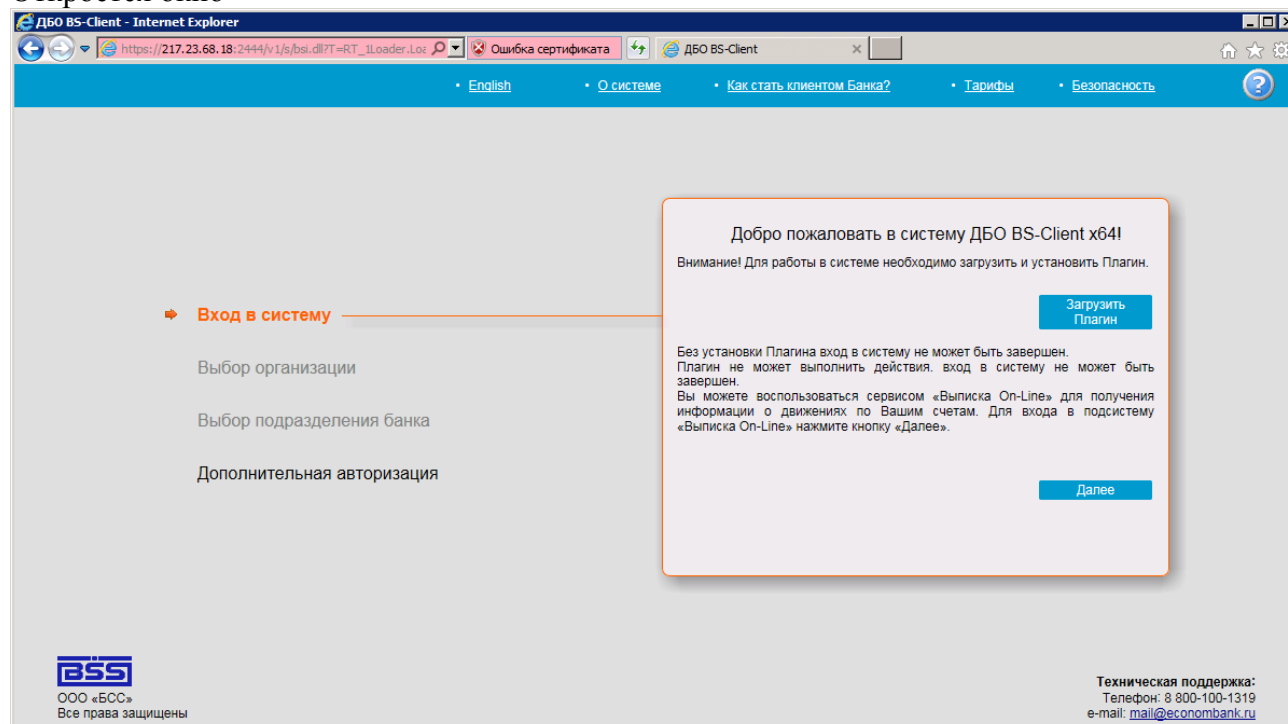 ДБО BS-Client - Internet Explorer
https://217.23.68.18:2444/v1/s/bsi.dll?T=RT_1Loader.Loa
Ошибка сертификата
ДБО BS-Client
• English • О системе • Как стать клиентом Банка? • Тарифы • Безопасность
Добро пожаловать в систему ДБО BS-Client x64!
Внимание! Для работы в системе необходимо загрузить и установить Плагин.
Загрузить
Плагин
Вход в систему
Выбор организации
Выбор подразделения банка
Дополнительная авторизация
Без установки Плагина вход в систему не может быть завершен.
Плагин не может выполнить действия. вход в систему не может быть
завершен.
Вы можете воспользоваться сервисом «Выписка On-Line» для получения
информации о движениях по Вашим счетам. Для входа в подсистему
«Выписка On-Line» нажмите кнопку «Далее».
Далее
BSS
ООО «БСС»
Все права защищены
Техническая поддержка:
Телефон: 8 800-100-1319
e-mail: mail@econombank.ru